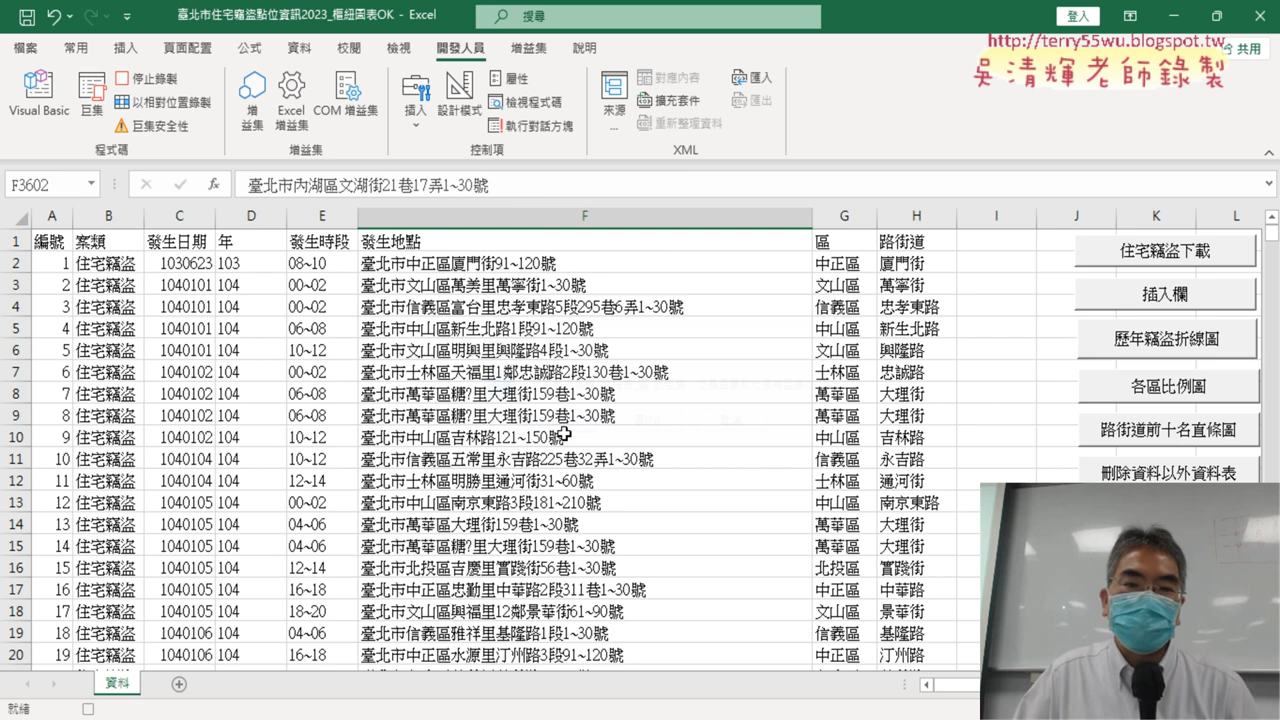 臺北市住宅竊盜點位資訊2023_樞紐圖表OK - Excel
搜尋
登入
檔案 常用 插入 頁面配置 公式 資料 校閱 檢視 開發人員 增益集 說明
共用
http://terry55wu.blogspot.tw
吳清輝老師錄製
Visual Basic
巨集
停止錄製
以相對位置錄製
巨集安全性
程式碼
增益集
Excel 增益集
COM 增益集
增益集
插入
設計模式
屬性
檢視程式碼
執行對話方塊
控制項
來源
...
對應內容
擴充套件
重新整理資料
匯入
匯出
XML
F3602
fx
臺北市內湖區文湖街21巷17弄1~30號
A B C D E F G H I J K L
1 編號 案類 發生日期 年 發生時段 發生地點 區 路街道
2 1 住宅竊盜 1030623 103 08~10 臺北市中正區廈門街91~120號 中正區 廈門街
3 2 住宅竊盜 1040101 104 00~02 臺北市文山區萬美里萬寧街1~30號 文山區 萬寧街
4 3 住宅竊盜 1040101 104 00~02 臺北市信義區富台里忠孝東路5段295巷6弄1~30號 信義區 忠孝東路
5 4 住宅竊盜 1040101 104 06~08 臺北市中山區新生北路1段91~120號 中山區 新生北路
6 5 住宅竊盜 1040101 104 10~12 臺北市文山區明興里興隆路4段1~30號 文山區 興隆路
7 6 住宅竊盜 1040102 104 00~02 臺北市士林區天福里1鄰忠誠路2段130巷1~30號 士林區 忠誠路
8 7 住宅竊盜 1040102 104 06~08 臺北市萬華區糖?里大理街159巷1~30號 萬華區 大理街
9 8 住宅竊盜 1040102 104 06~08 臺北市萬華區糖?里大理街159巷1~30號 萬華區 大理街
10 9 住宅竊盜 1040102 104 10~12 臺北市中山區吉林路121~150號 中山區 吉林路
11 10 住宅竊盜 1040104 104 10~12 臺北市信義區五常里永吉路225巷32弄1~30號 信義區 永吉路
12 11 住宅竊盜 1040104 104 12~14 臺北市士林區明勝里通河街31~60號 士林區 通河街
13 12 住宅竊盜 1040105 104 00~02 臺北市中山區南京東路3段181~210號 中山區 南京東路
14 13 住宅竊盜 1040105 104 04~06 臺北市萬華區大理街159巷1~30號 萬華區 大理街
15 14 住宅竊盜 1040105 104 04~06 臺北市萬華區糖?里大理街159巷1~30號 萬華區 大理街
16 15 住宅竊盜 1040105 104 12~14 臺北市北投區吉慶里實踐街56巷1~30號 北投區 實踐街
17 16 住宅竊盜 1040105 104 16~18 臺北市中正區忠勤里中華路2段311巷1~30號 中正區 中華路
18 17 住宅竊盜 1040105 104 18~20 臺北市文山區興福里12鄰景華街61~90號 文山區 景華街
19 18 住宅竊盜 1040106 104 04~06 臺北市信義區雅祥里基隆路1段1~30號 信義區 基隆路
20 19 住宅竊盜 1040106 104 16~18 臺北市中正區水源里汀州路3段91~120號 中正區 汀州路
住宅竊盜下載
插入欄
歷年竊盜折線圖
各區比例圖
路街道前十名直條圖
刪除資料以外資料表
資料
就緒